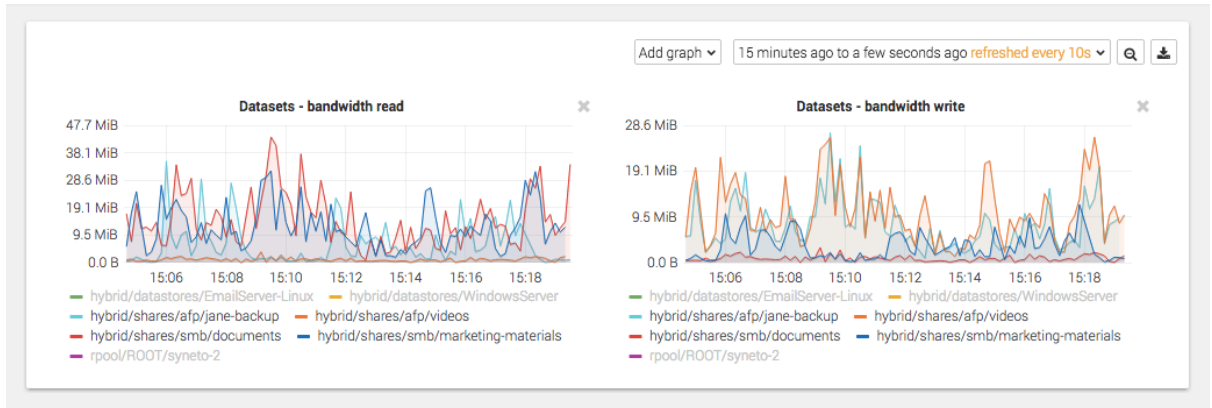 Add graph 15 minutes ago to a few seconds ago refreshed every 10s
Datasets - bandwidth read
47.7 MiB
38.1 MiB
28.6 MiB
19.1 MiB
9.5 MiB
0.0 B
15:06 15:08 15:10 15:12 15:14 15:16 15:18
hybrid/datastores/EmailServer-Linux hybrid/datastores/WindowsServer
hybrid/shares/afp/jane-backup hybrid/shares/afp/videos
hybrid/shares/smb/documents hybrid/shares/smb/marketing-materials
rpool/ROOT/syneto-2
Datasets - bandwidth write
28.6 MiB
19.1 MiB
9.5 MiB
0.0 B
15:06 15:08 15:10 15:12 15:14 15:16 15:18
hybrid/datastores/EmailServer-Linux hybrid/datastores/WindowsServer
hybrid/shares/afp/jane-backup hybrid/shares/afp/videos
hybrid/shares/smb/documents hybrid/shares/smb/marketing-materials
rpool/ROOT/syneto-2